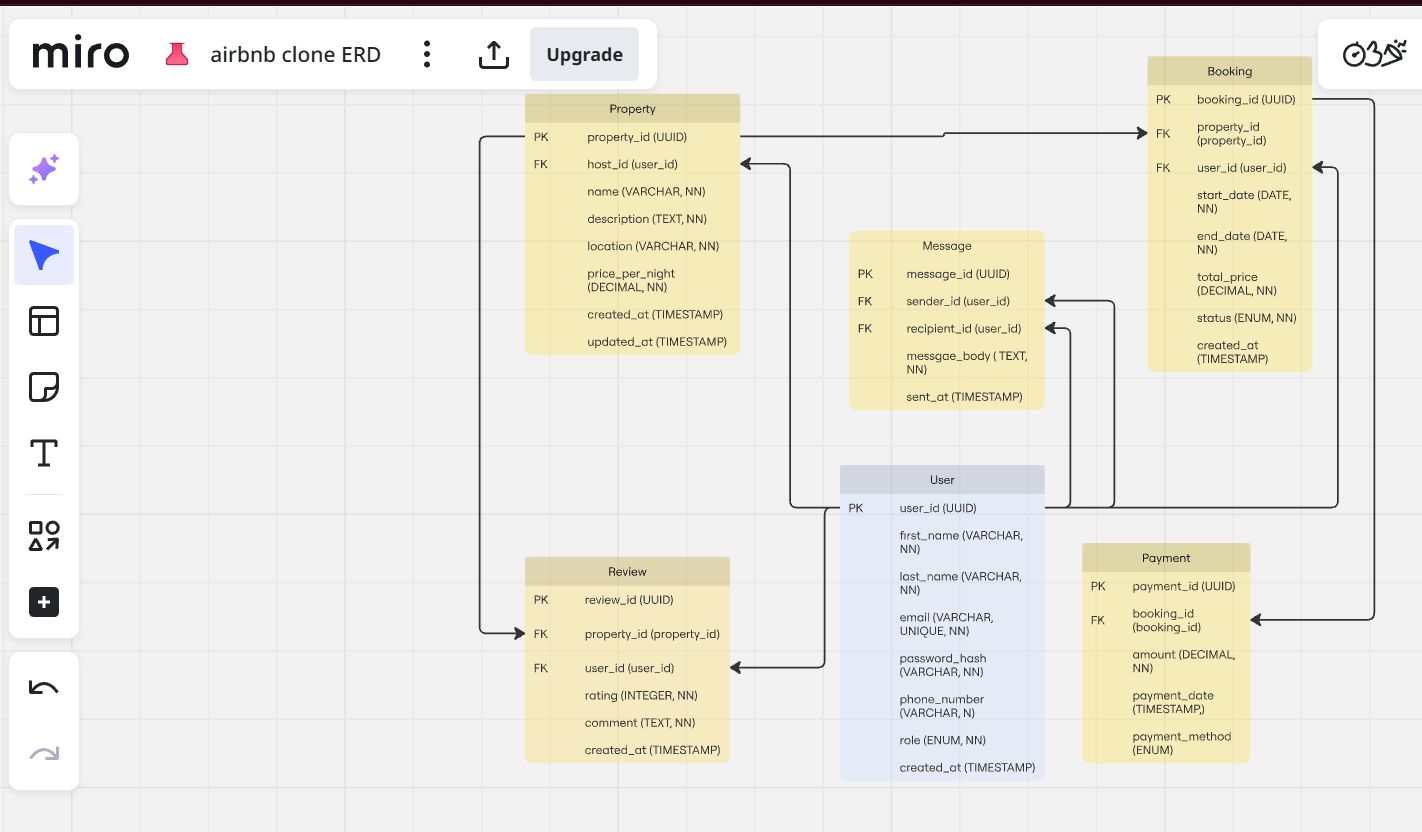 miro
airbnb clone ERD
Upgrade
Property
PK property_id (UUID)
FK host_id (user_id)
name (VARCHAR, NN)
description (TEXT, NN)
location (VARCHAR, NN)
price_per_night
(DECIMAL, NN)
created_at (TIMESTAMP)
updated_at (TIMESTAMP)
Booking
PK booking_id (UUID)
FK property_id
(property_id)
FK user_id (user_id)
start_date (DATE,
NN)
end_date (DATE,
NN)
total_price
(DECIMAL, NN)
status (ENUM, NN)
created_at
(TIMESTAMP)
Message
PK message_id (UUID)
FK sender_id (user_id)
FK recipient_id (user_id)
messgae_body ( TEXT,
NN)
sent_at (TIMESTAMP)
User
PK user_id (UUID)
first_name (VARCHAR,
NN)
last_name (VARCHAR,
NN)
email (VARCHAR,
UNIQUE, NN)
password_hash
(VARCHAR, NN)
phone_number
(VARCHAR, N)
role (ENUM, NN)
created_at (TIMESTAMP)
Review
PK review_id (UUID)
FK property_id (property_id)
FK user_id (user_id)
rating (INTEGER, NN)
comment (TEXT, NN)
created_at (TIMESTAMP)
Payment
PK payment_id (UUID)
FK booking_id
(booking_id)
amount (DECIMAL,
NN)
payment_date
(TIMESTAMP,)
payment_method
(ENUM)